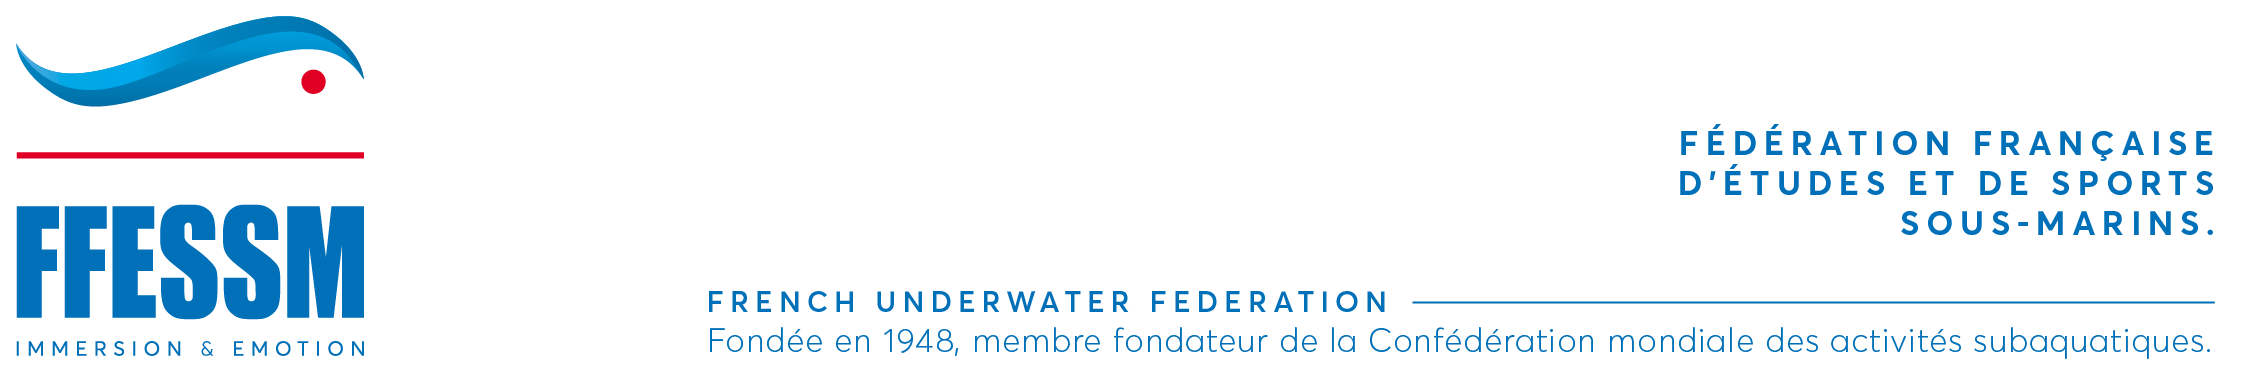 FFESSM
IMMERSION & EMOTION
FÉDÉRATION FRANÇAISE
D'ÉTUDES ET DE SPORTS
SOUS-MARINS.
FRENCH UNDERWATER FEDERATION
Fondée en 1948, membre fondateur de la Confédération mondiale des activités subaquatiques.